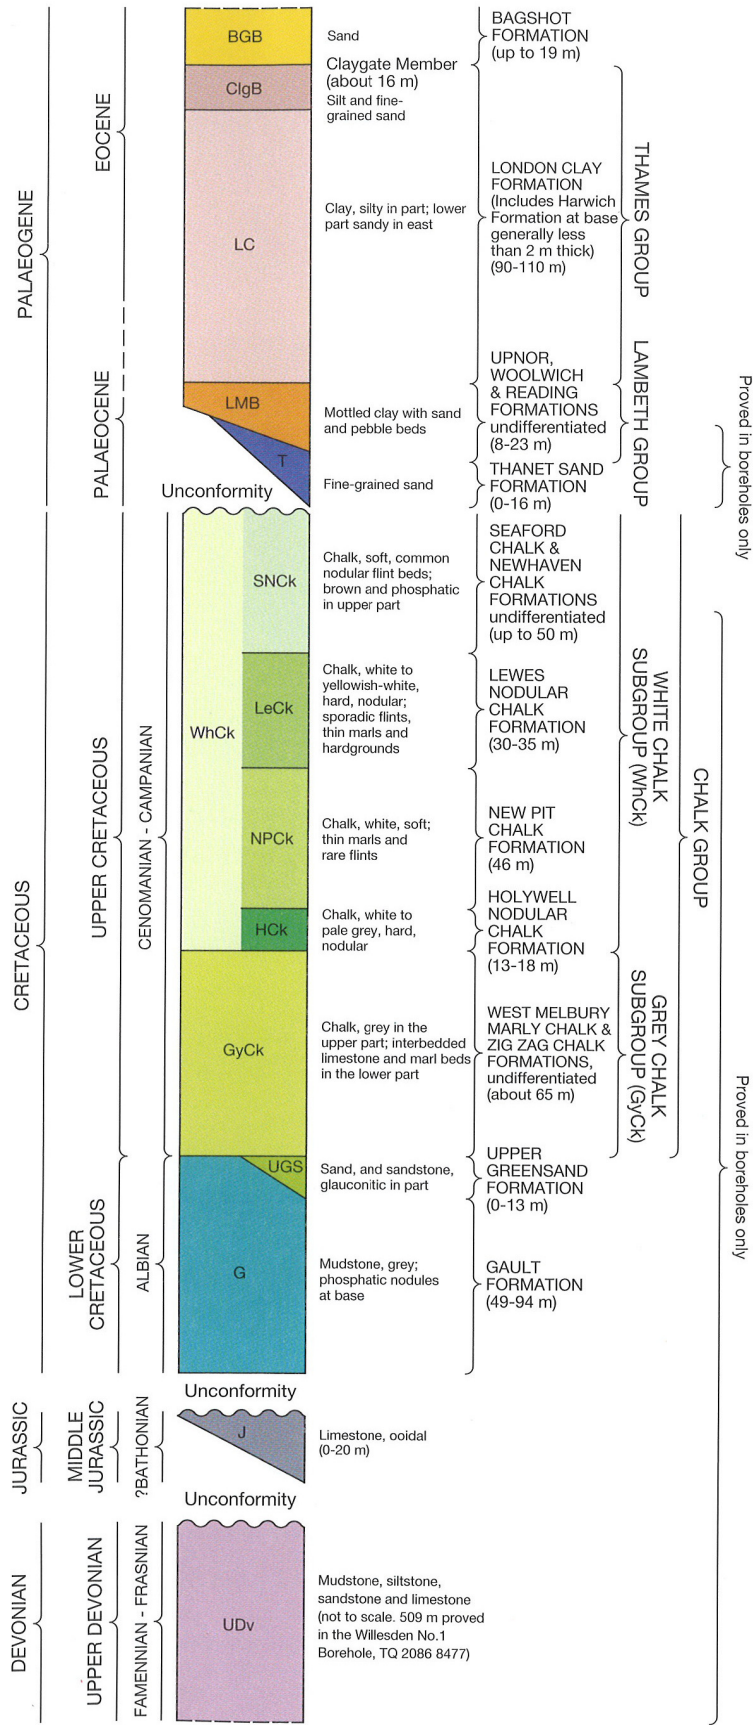 BGB
Sand
BAGSHOT
FORMATION
(up to 19 m)
Claygate Member
(about 16 m)
ClgB
Silt and fine-
grained sand
EOCENE
PALAEOGENE
LC
Clay, silty in part; lower
part sandy in east
LONDON CLAY
FORMATION
(Includes Harwich
Formation at base
generally less
than 2 m thick)
(90-110 m)
THAMES GROUP
PALAEOCENE
LMB
Mottled clay with sand
and pebble beds
UPNOR,
WOOLWICH
& READING
FORMATIONS
undifferentiated
(8-23 m)
LAMBETH GROUP
T
Fine-grained sand
THANET SAND
FORMATION
(0-16 m)
Proved in boreholes only
Unconformity
CRETACEOUS
UPPER CRETACEOUS
CENOMANIAN - CAMPANIAN
WhCk
SNCk
Chalk, soft, common
nodular flint beds;
brown and phosphatic
in upper part
SEAFORD
CHALK &
NEWHAVEN
CHALK
FORMATIONS
undifferentiated
(up to 50 m)
LeCk
Chalk, white to
yellowish-white,
hard, nodular;
sporadic flints,
thin marls and
hardgrounds
LEWES
NODULAR
CHALK
FORMATION
(30-35 m)
WHITE CHALK
SUBGROUP (WhCk)
CHALK GROUP
NPCk
Chalk, white, soft;
thin marls and
rare flints
NEW PIT
CHALK
FORMATION
(46 m)
HCk
Chalk, white to
pale grey, hard,
nodular
HOLYWELL
NODULAR
CHALK
FORMATION
(13-18 m)
GyCk
Chalk, grey in the
upper part; interbedded
limestone and marl beds
in the lower part
WEST MELBURY
MARLY CHALK &
ZIG ZAG CHALK
FORMATIONS,
undifferentiated
(about 65 m)
GREY CHALK
SUBGROUP (GyCk)
LOWER
CRETACEOUS
ALBIAN
UGS
Sand, and sandstone,
glauconitic in part
UPPER
GREENSAND
FORMATION
(0-13 m)
G
Mudstone, grey;
phosphatic nodules
at base
GAULT
FORMATION
(49-94 m)
Proved in boreholes only
Unconformity
JURASSIC
MIDDLE
JURASSIC
?BATHONIAN
J
Limestone, ooidal
(0-20 m)
Unconformity
DEVONIAN
UPPER DEVONIAN
FAMENNIAN - FRASNIAN
UDv
Mudstone, siltstone,
sandstone and limestone
(not to scale. 509 m proved
in the Willesden No.1
Borehole, TQ 2086 8477)